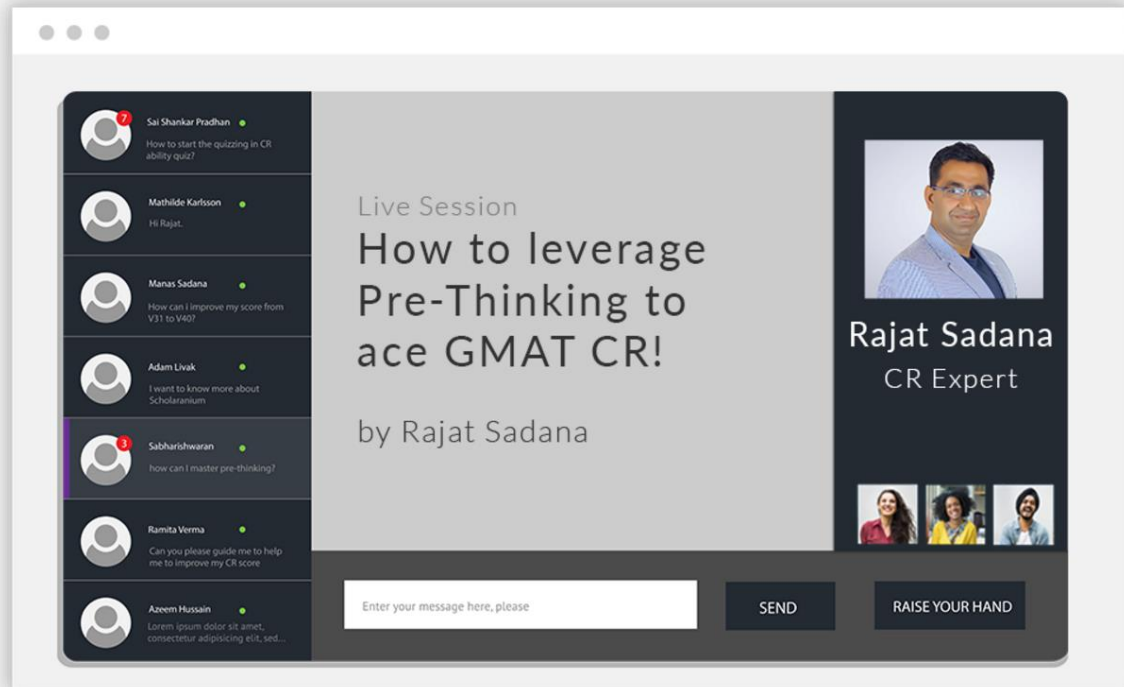 Sai Shankar Pradhan
How to start the quizzing in CR
ability quiz?
7
Mathilde Karlsson
Hi Rajat.
Manas Sadana
How can i improve my score from
V31 to V40?
Adam Livak
I want to know more about
Scholaranium
3
Sabharishwaran
how can I master pre-thinking?
Ramita Verma
Can you please guide me to help
me to improve my CR score
Azeem Hussain
Lorem ipsum dolor sit amet,
consectetur adipisicing elit, sed...
Live Session
How to leverage
Pre-Thinking to
ace GMAT CR!
by Rajat Sadana
Enter your message here, please
SEND
RAISE YOUR HAND
Rajat Sadana
CR Expert